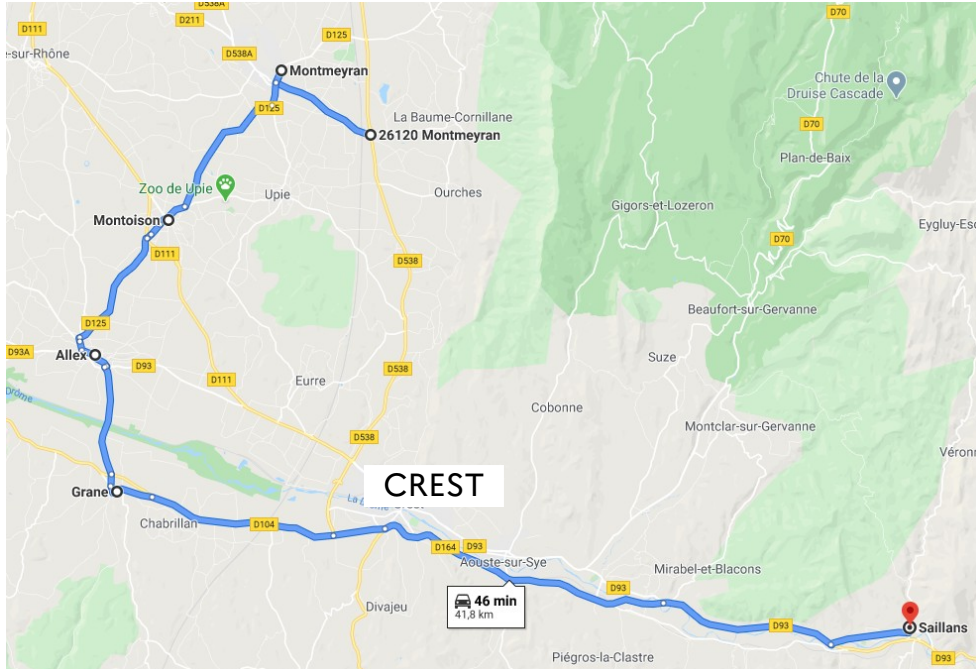 D538A
D211
D70
D111
D125
-sur-Rhône
D538A
Montmeyran
Chute de la
Druise Cascade
D125
La Baume-Cornillane
26120 Montmeyran
D70
Plan-de-Baix
Zoo de Upie
Upie
Ourches
Gigors-et-Lozeron
Montoison
Eygluy-Esc
D70
D111
D538
Beaufort-sur-Gervanne
D125
D93A
Allex
D93
Suze
D538
Eurre
D111
Drôme
Cobonne
Montclar-sur-Gervanne
D538
Véronn
CREST
Grane
Chabrillan
D104
D164
D93
Aouste-sur-Sye
Mirabel-et-Blacons
D93
46 min
41,8 km
Divajeu
D93
Saillans
D93
Piégros-la-Clastre